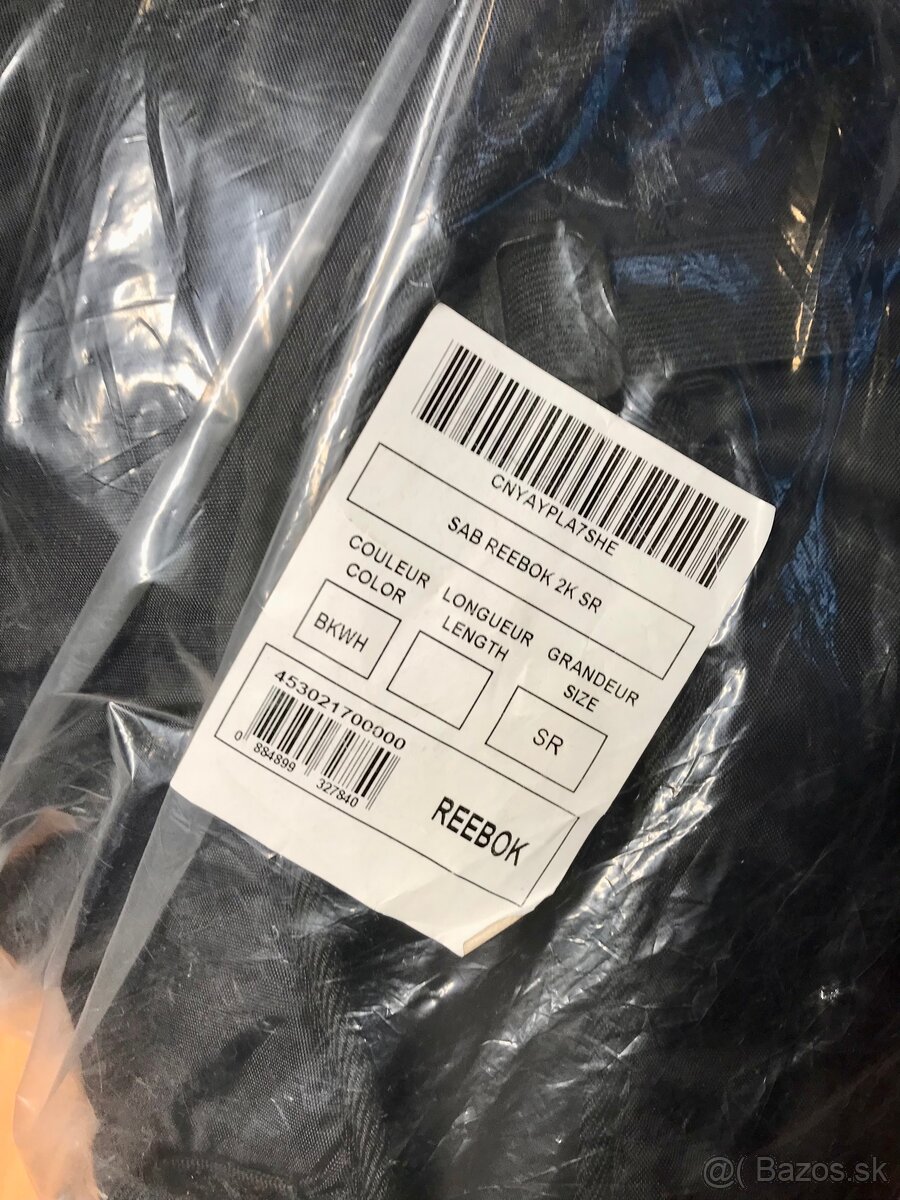 CNYAYPLA7SHE
SAB REEBOK 2K SR
COULEUR
COLOR
BKWH
LONGUEUR
LENGTH
GRANDEUR
SIZE
SR
453021700000
0 884899 327840
REEBOK
@( Bazos.sk